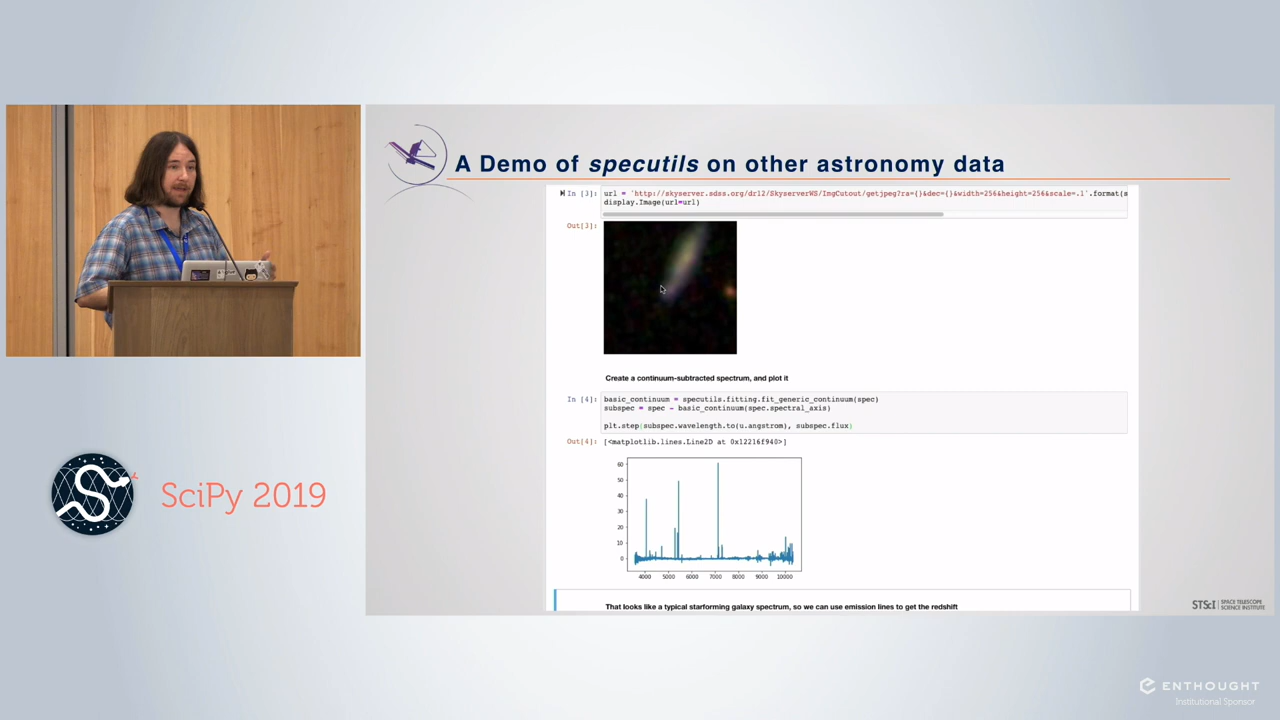 A Demo of specutils on other astronomy data
In [3]:
url = 'http://skyserver.sdss.org/dr12/SkyserverWS/ImgCutout/getjpeg?ra={}&dec={}&width=256&height=256&scale=.1'.format(s
display.Image(url=url)
Out[3]:
Create a continuum-subtracted spectrum, and plot it
In [4]:
basic_continuum = specutils.fitting.fit_generic_continuum(spec)
subspec = spec - basic_continuum(spec.spectral_axis)
plt.step(subspec.wavelength.to(u.angstrom), subspec.flux)
Out[4]:
[<matplotlib.lines.Line2D at 0x12216f940>]
60
50
40
30
20
10
0
4000 5000 6000 7000 8000 9000 10000
That looks like a typical starforming galaxy spectrum, so we can use emission lines to get the redshift
STScI | SPACE TELESCOPE
SCIENCE INSTITUTE
SciPy 2019
ENTHOUGHT
Institutional Sponsor